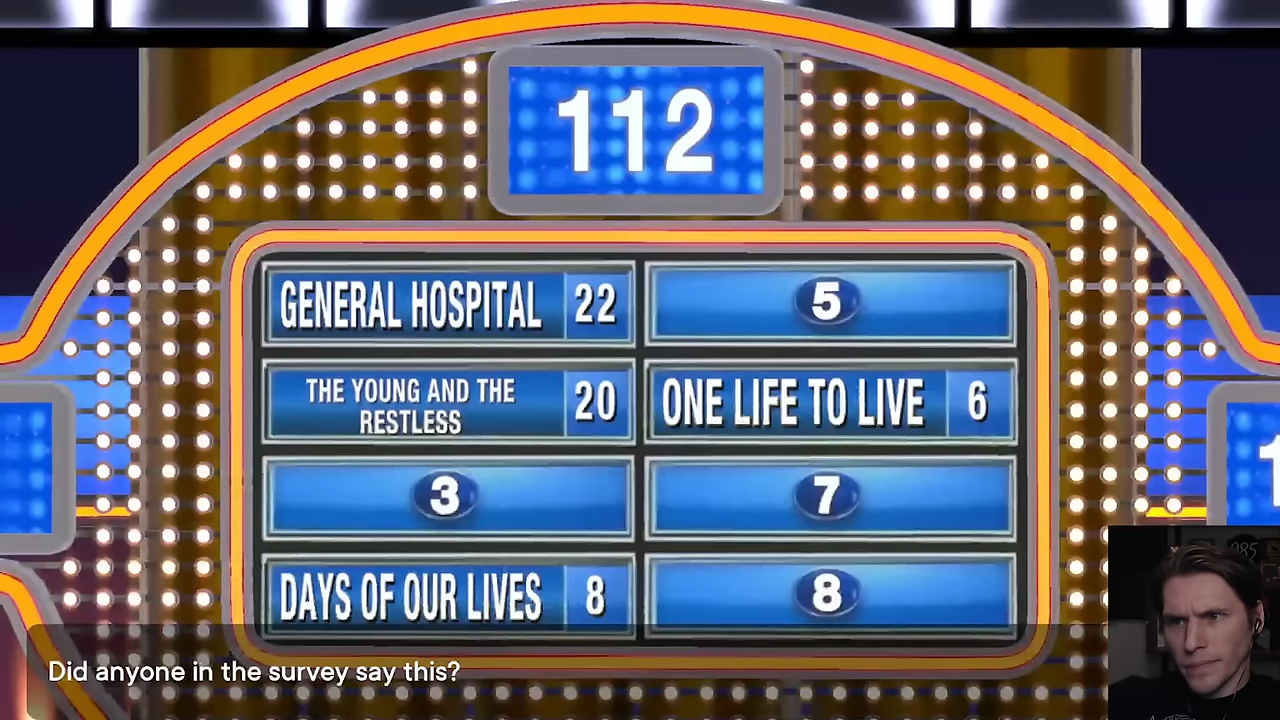 112
GENERAL HOSPITAL 22
5
THE YOUNG AND THE
RESTLESS
20
ONE LIFE TO LIVE 6
3
7
DAYS OF OUR LIVES 8
8
Did anyone in the survey say this?